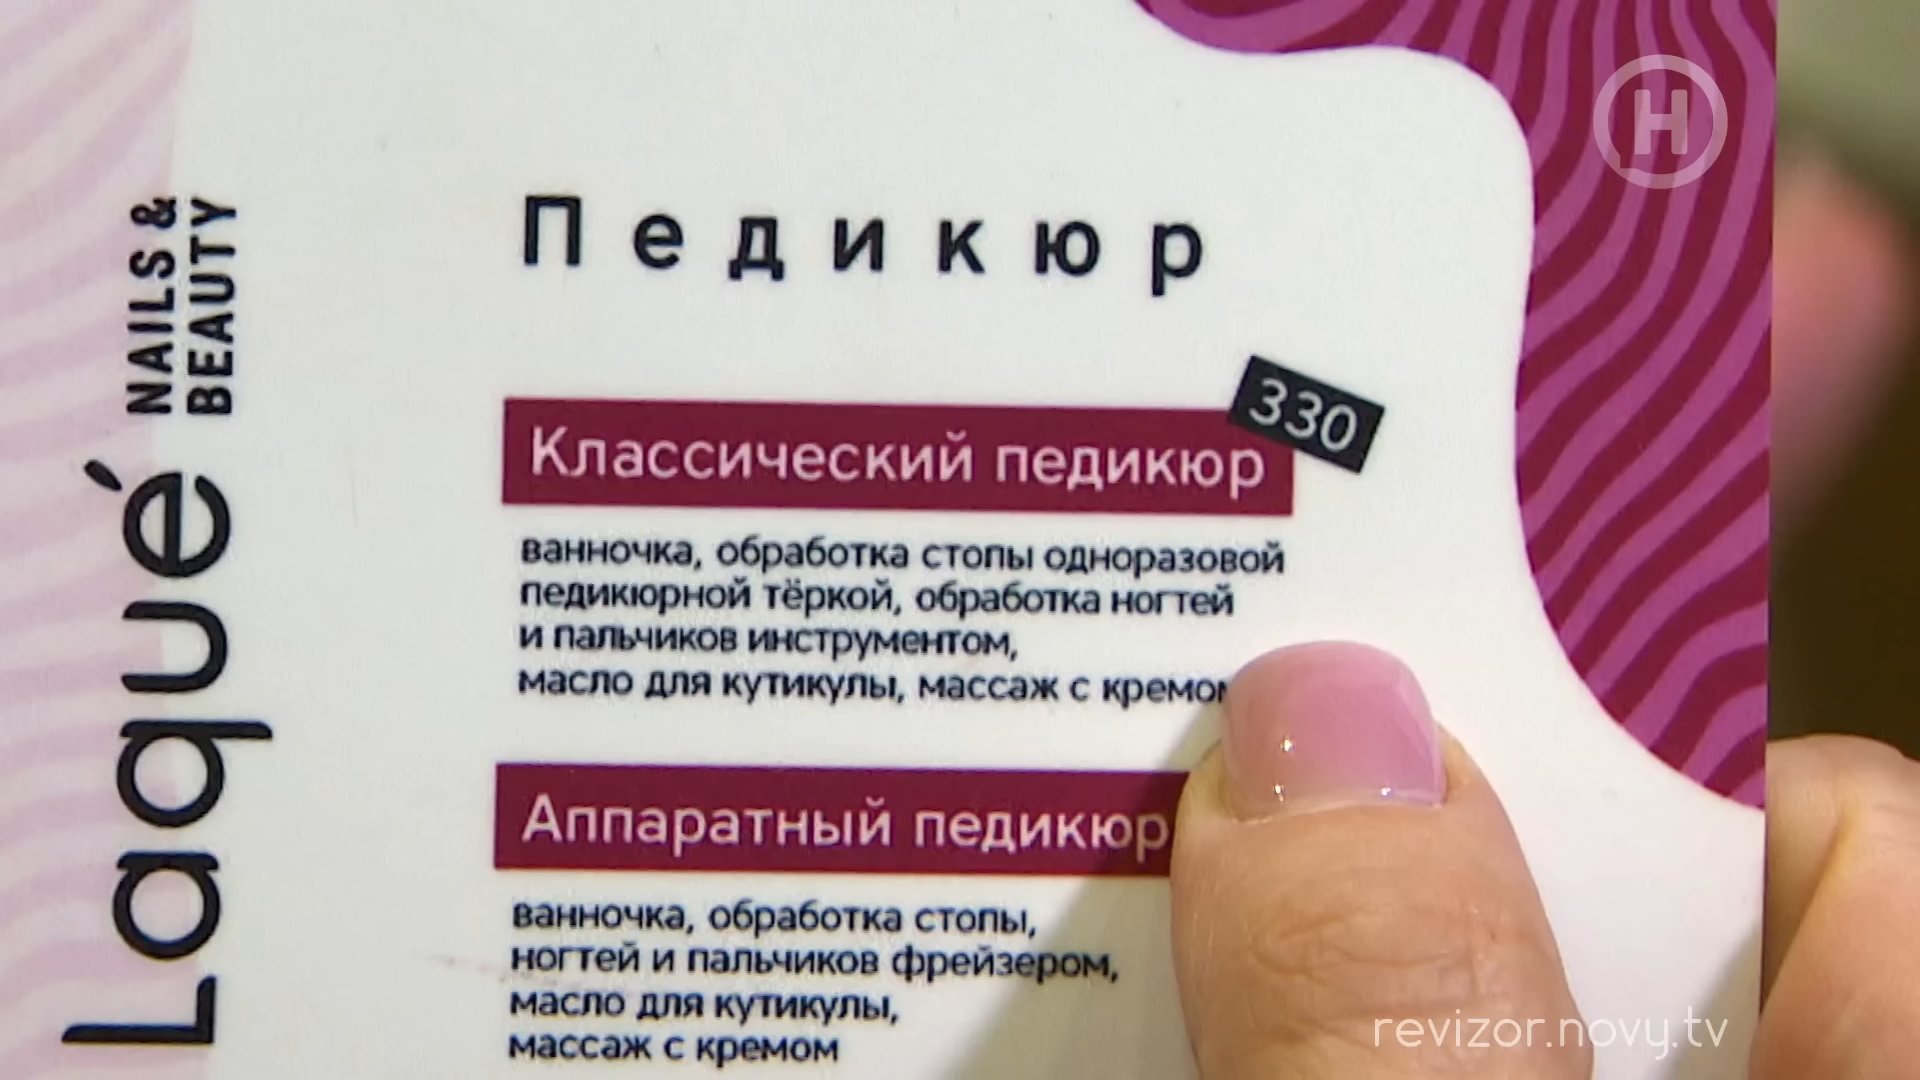 Н
NAILS &
BEAUTY
Laqué
Педикюр
330
Классический педикюр
ванночка, обработка стопы одноразовой
педикюрной тёркой, обработка ногтей
и пальчиков инструментом,
масло для кутикулы, массаж с кремом
Аппаратный педикюр
ванночка, обработка стопы,
ногтей и пальчиков фрейзером,
масло для кутикулы,
массаж с кремом
revizor.novy.tv